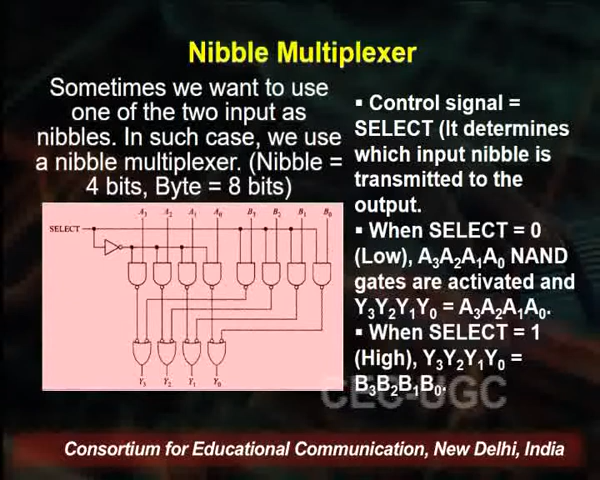 Nibble Multiplexer
Sometimes we want to use
one of the two input as
nibbles. In such case, we use
a nibble multiplexer. (Nibble =
4 bits, Byte = 8 bits)
A₃ A₂ A₁ A₀ B₃ B₂ B₁ B₀
SELECT
Y₃ Y₂ Y₁ Y₀
▪ Control signal =
SELECT (It determines
which input nibble is
transmitted to the
output.
▪ When SELECT = 0
(Low), A₃A₂A₁A₀ NAND
gates are activated and
Y₃Y₂Y₁Y₀ = A₃A₂A₁A₀.
▪ When SELECT = 1
(High), Y₃Y₂Y₁Y₀ =
B₃B₂B₁B₀.
CEC-UGC
Consortium for Educational Communication, New Delhi, India